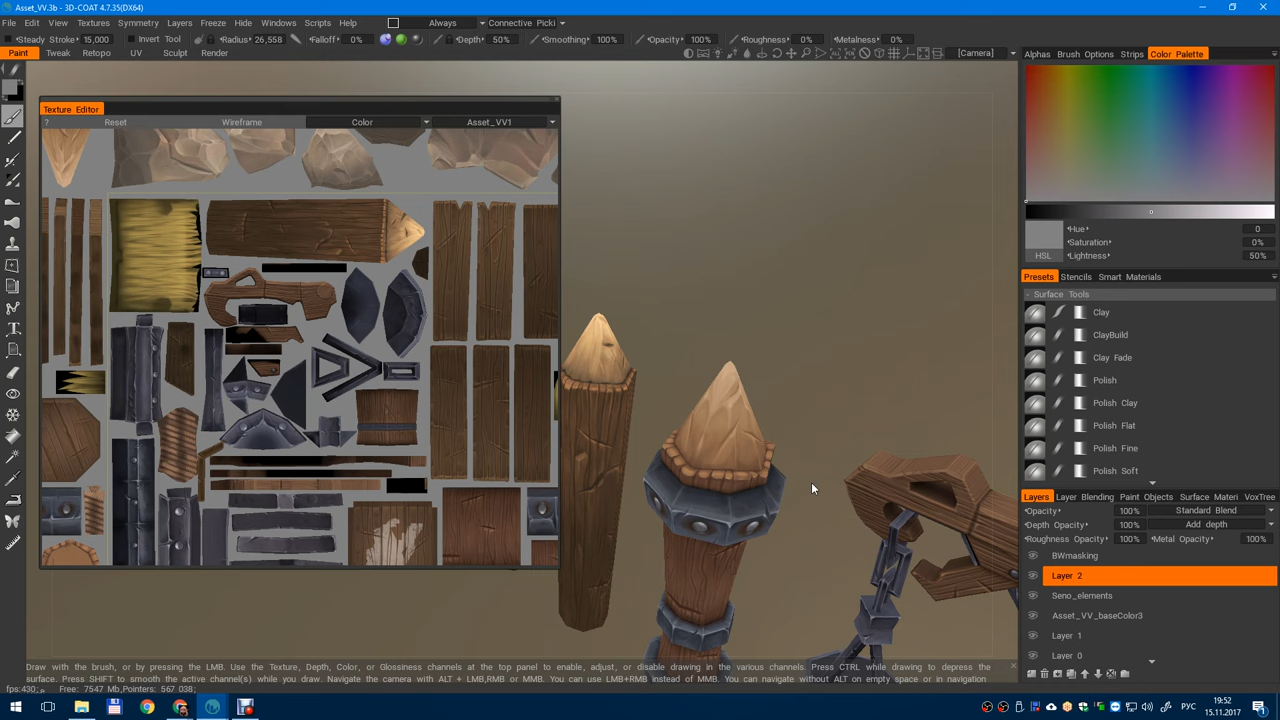 Asset_VV.3b - 3D-COAT 4.7.35(DX64)
File Edit View Textures Symmetry Layers Freeze Hide Windows Scripts Help Always Connective Picki
Steady Stroke 15,000 Invert Tool Radius 26,558 Falloff 0% Depth 50% Smoothing 100% Opacity 100% Roughness 0% Metalness 0%
Paint Tweak Retopo UV Sculpt Render [Camera]
Alphas Brush Options Strips Color Palette
Texture Editor
? Reset Wireframe Color Asset_VV1
Hue 0
Saturation 0%
HSL Lightness 50%
Presets Stencils Smart Materials
- Surface Tools
Clay
ClayBuild
Clay Fade
Polish
Polish Clay
Polish Flat
Polish Fine
Polish Soft
Layers Layer Blending Paint Objects Surface Materi VoxTree
Opacity 100% Standard Blend
Depth Opacity 100% Add depth
Roughness Opacity 100% Metal Opacity 100%
BWmasking
Layer 2
Seno_elements
Asset_VV_baseColor3
Layer 1
Layer 0
Draw with the brush, or by pressing the LMB. Use the Texture, Depth, Color, or Glossiness channels at the top panel to enable, adjust, or disable drawing in the various channels. Press CTRL while drawing to depress the
surface. Press SHIFT to smooth the active channel(s) while you draw. Navigate the camera with ALT + LMB,RMB or MMB. You can use LMB+RMB instead of MMB. You can navigate without ALT on empty space or in navigation
fps:430; Free: 7547 Mb,Pointers: 567 038;
РУС
19:52
15.11.2017